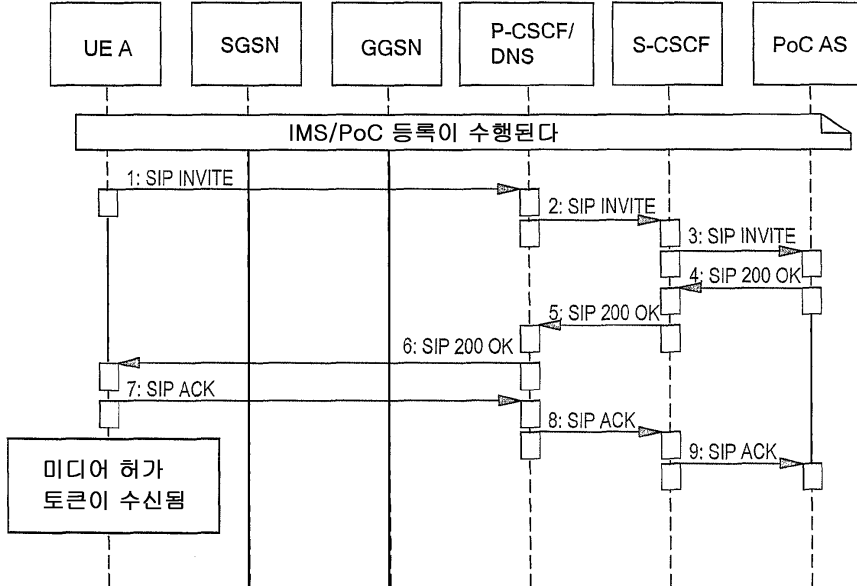 UE A
SGSN
GGSN
P-CSCF/
DNS
S-CSCF
PoC AS
IMS/PoC 등록이 수행된다
1: SIP INVITE
2: SIP INVITE
3: SIP INVITE
4: SIP 200 OK
5: SIP 200 OK
6: SIP 200 OK
7: SIP ACK
8: SIP ACK
9: SIP ACK
미디어 허가
토큰이 수신됨